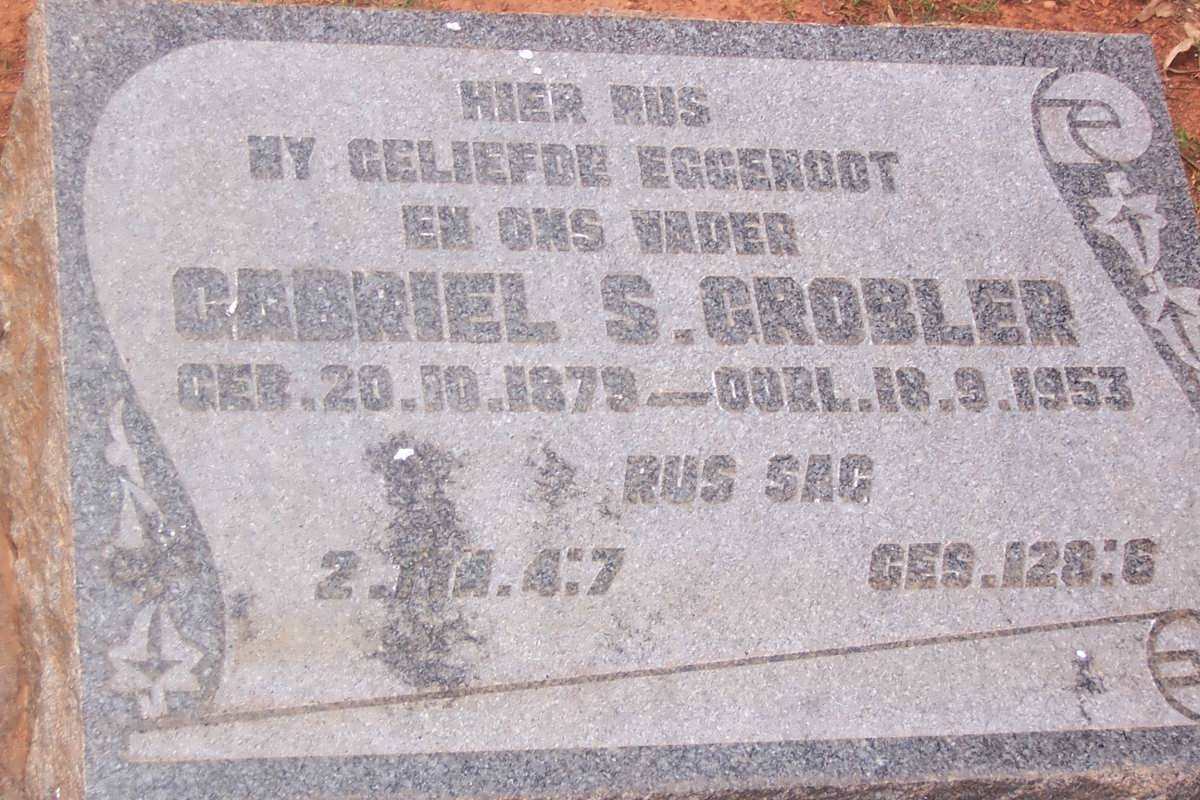 HIER RUS
MY GELIEFDE EGGENOOT
EN ONS VADER
GABRIEL S. GROBLER
GEB. 20.10.1879 — OORL. 18.9.1953
RUS SAG
2. TIM. 4:7 GES. 128:6